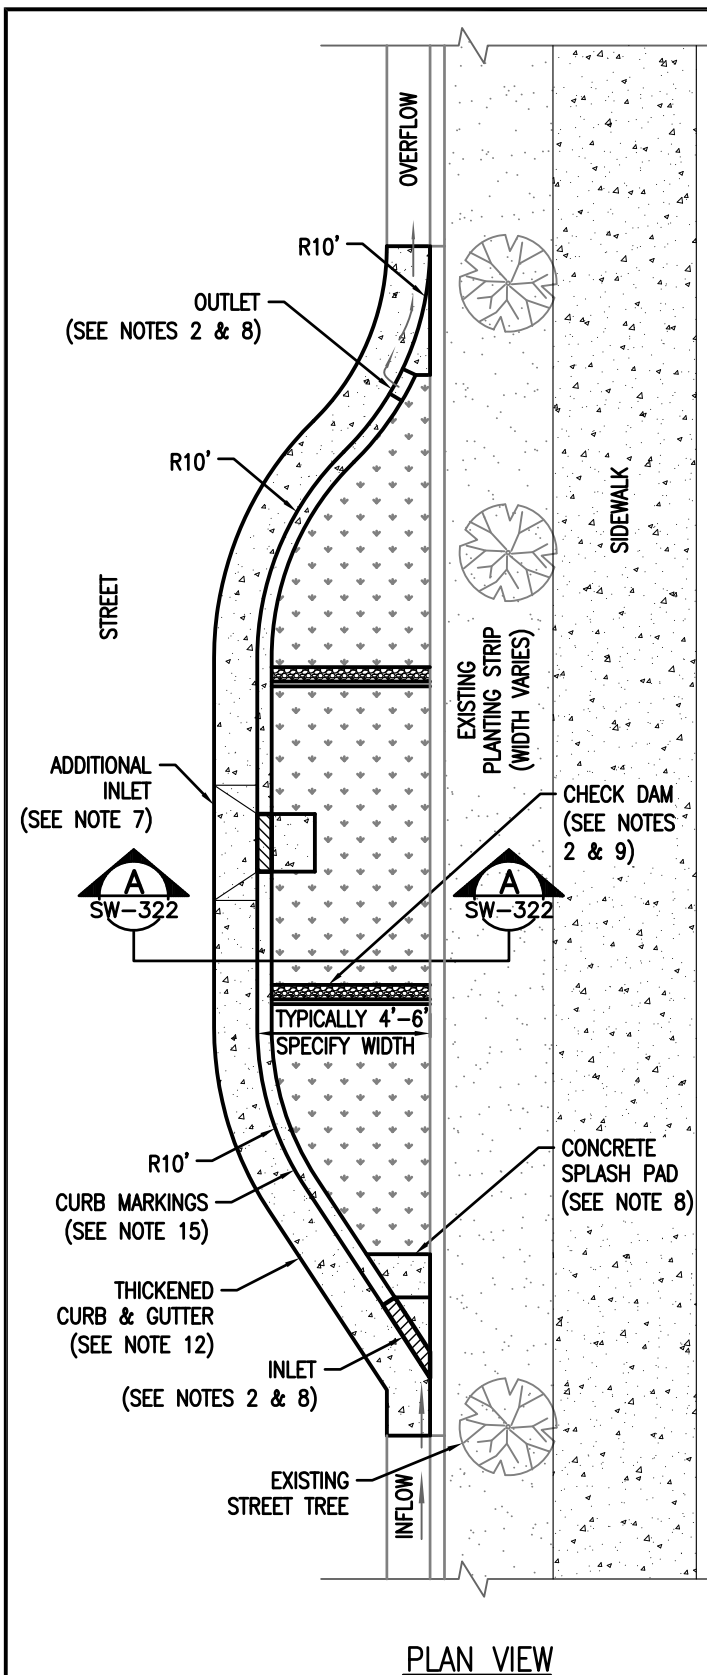 OVERFLOW
R10'
OUTLET
(SEE NOTES 2 & 8)
R10'
SIDEWALK
STREET
EXISTING
PLANTING STRIP
(WIDTH VARIES)
ADDITIONAL
INLET
(SEE NOTE 7)
CHECK DAM
(SEE NOTES
2 & 9)
A
SW-322
A
SW-322
TYPICALLY 4'-6'
SPECIFY WIDTH
R10'
CURB MARKINGS
(SEE NOTE 15)
CONCRETE
SPLASH PAD
(SEE NOTE 8)
THICKENED
CURB & GUTTER
(SEE NOTE 12)
INLET
(SEE NOTES 2 & 8)
EXISTING
STREET TREE
INFLOW
PLAN VIEW